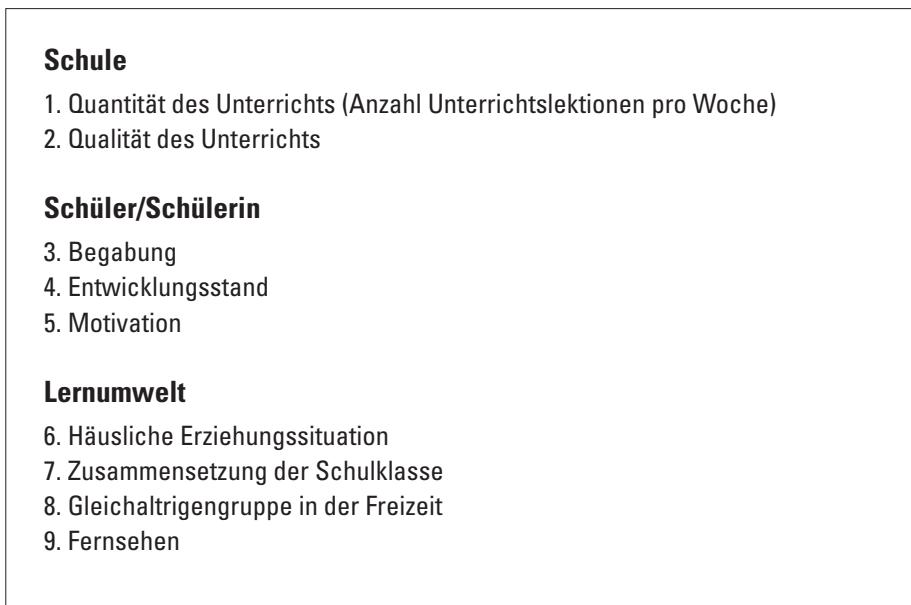 Schule
1. Quantität des Unterrichts (Anzahl Unterrichtslektionen pro Woche)
2. Qualität des Unterrichts
Schüler/Schülerin
3. Begabung
4. Entwicklungsstand
5. Motivation
Lernumwelt
6. Häusliche Erziehungssituation
7. Zusammensetzung der Schulklasse
8. Gleichaltrigengruppe in der Freizeit
9. Fernsehen